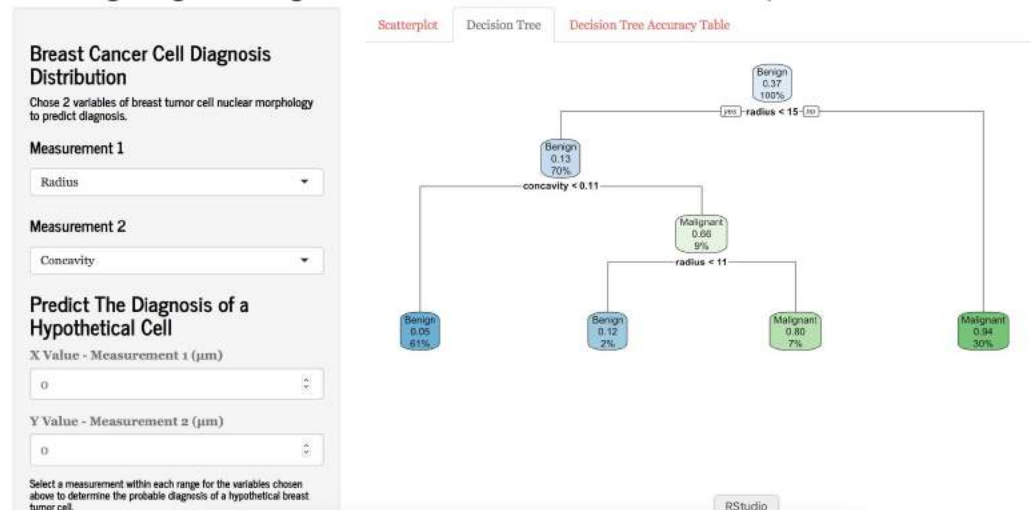 Breast Cancer Cell Diagnosis
Distribution
Chose 2 variables of breast tumor cell nuclear morphology
to predict diagnosis.
Measurement 1
Radius
Measurement 2
Concavity
Predict The Diagnosis of a
Hypothetical Cell
X Value - Measurement 1 (µm)
0
Y Value - Measurement 2 (µm)
0
Select a measurement within each range for the variables chosen
above to determine the probable diagnosis of a hypothetical breast
tumor cell.
Scatterplot Decision Tree Decision Tree Accuracy Table
Benign
0.37
100%
yes radius < 15 no
Benign
0.13
70%
concavity < 0.11
Malignant
0.66
9%
radius < 11
Benign
0.05
61%
Benign
0.12
2%
Malignant
0.80
7%
Malignant
0.94
30%
RStudio